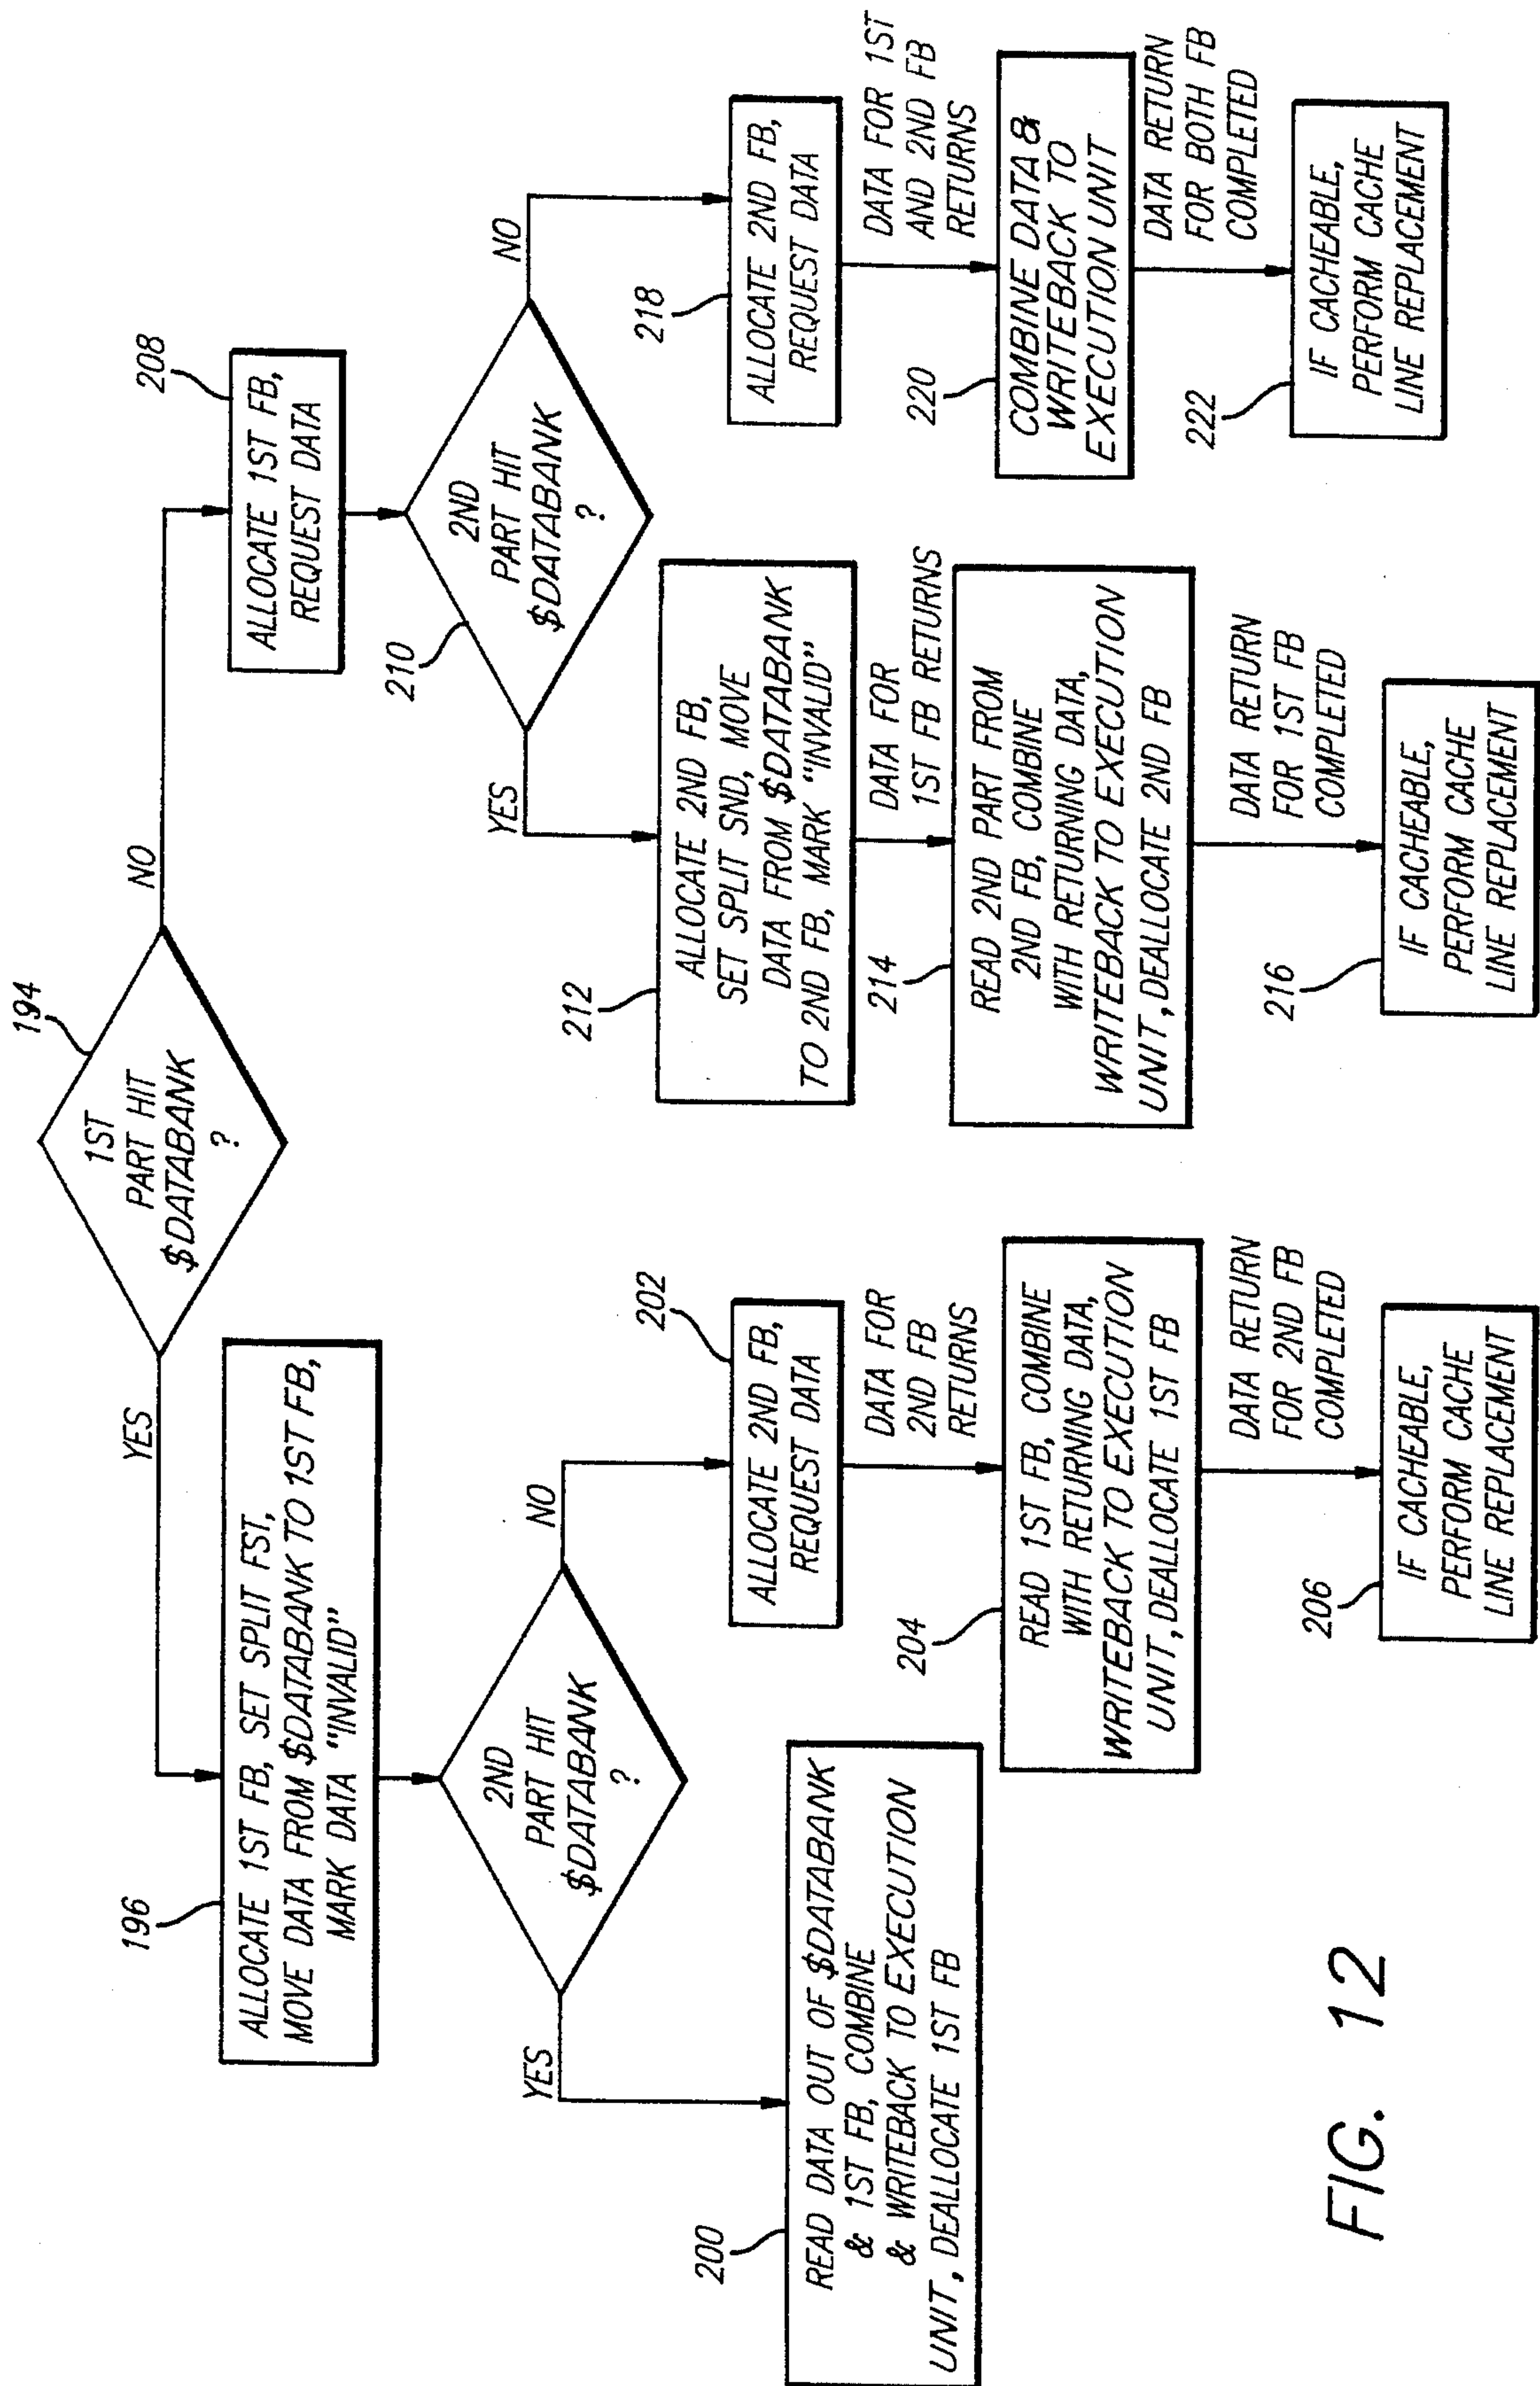 194
1ST
PART HIT
$DATABANK
?
YES
NO
196
ALLOCATE 1ST FB, SET SPLIT FST,
MOVE DATA FROM $DATABANK TO 1ST FB,
MARK DATA "INVALID"
208
ALLOCATE 1ST FB,
REQUEST DATA
2ND
PART HIT
$DATABANK
?
YES
NO
210
2ND
PART HIT
$DATABANK
?
YES
NO
200
READ DATA OUT OF $DATABANK
& 1ST FB, COMBINE
& WRITEBACK TO EXECUTION
UNIT, DEALLOCATE 1ST FB
202
ALLOCATE 2ND FB,
REQUEST DATA
DATA FOR
2ND FB
RETURNS
204
READ 1ST FB, COMBINE
WITH RETURNING DATA,
WRITEBACK TO EXECUTION
UNIT, DEALLOCATE 1ST FB
DATA RETURN
FOR 2ND FB
COMPLETED
206
IF CACHEABLE,
PERFORM CACHE
LINE REPLACEMENT
212
ALLOCATE 2ND FB,
SET SPLIT SND, MOVE
DATA FROM $DATABANK
TO 2ND FB, MARK "INVALID"
DATA FOR
1ST FB RETURNS
214
READ 2ND PART FROM
2ND FB, COMBINE
WITH RETURNING DATA,
WRITEBACK TO EXECUTION
UNIT, DEALLOCATE 2ND FB
DATA RETURN
FOR 1ST FB
COMPLETED
216
IF CACHEABLE,
PERFORM CACHE
LINE REPLACEMENT
218
ALLOCATE 2ND FB,
REQUEST DATA
DATA FOR 1ST
AND 2ND FB
RETURNS
220
COMBINE DATA &
WRITEBACK TO
EXECUTION UNIT
DATA RETURN
FOR BOTH FB
COMPLETED
222
IF CACHEABLE,
PERFORM CACHE
LINE REPLACEMENT
FIG. 12